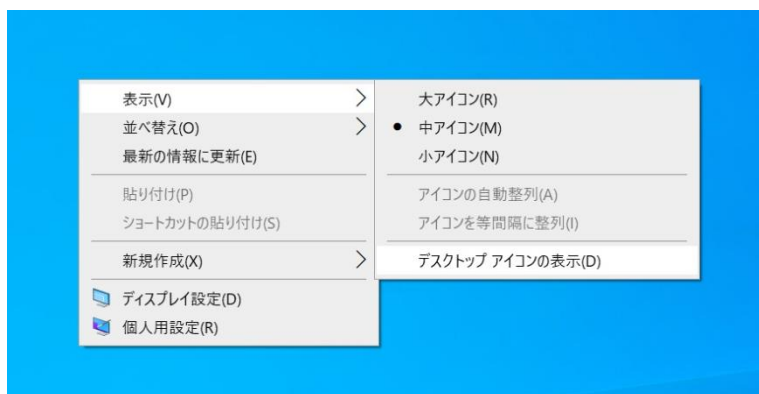 表示(V)
並べ替え(O)
最新の情報に更新(E)
貼り付け(P)
ショートカットの貼り付け(S)
新規作成(X)
ディスプレイ設定(D)
個人用設定(R)
大アイコン(R)
中アイコン(M)
小アイコン(N)
アイコンの自動整列(A)
アイコンを等間隔に整列(I)
デスクトップ アイコンの表示(D)